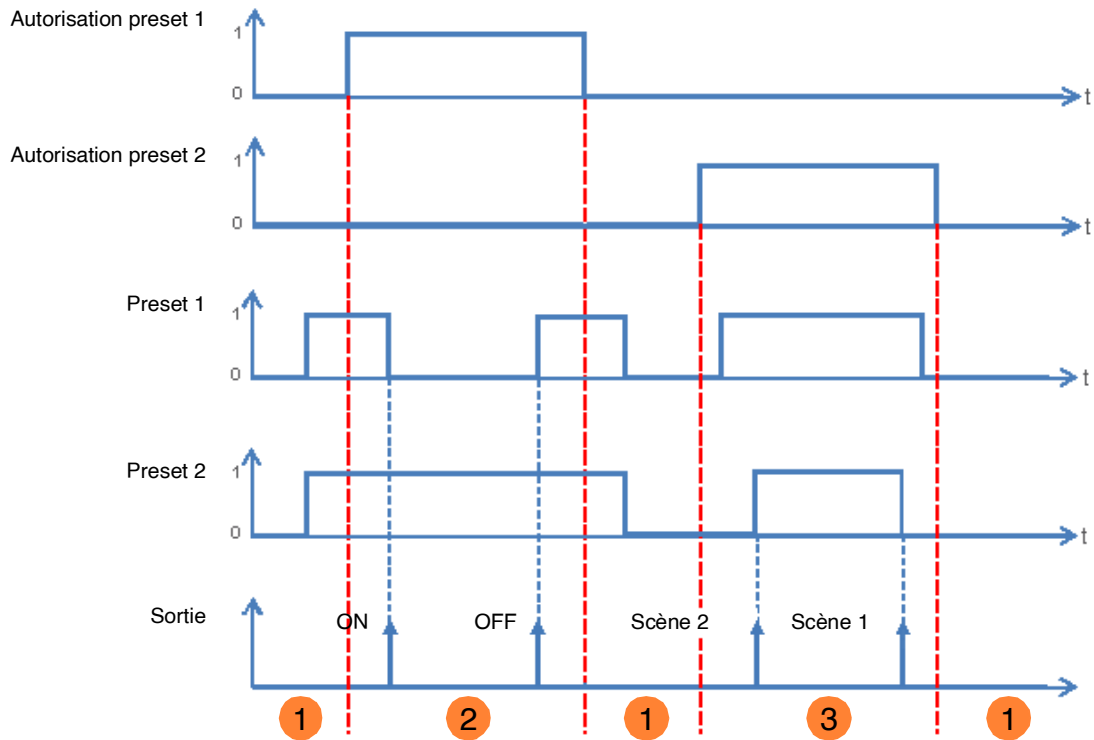 Autorisation preset 1
1
0
t
Autorisation preset 2
1
0
t
Preset 1
1
0
t
Preset 2
1
0
t
Sortie
ON
OFF
Scène 2
Scène 1
1
2
1
3
1